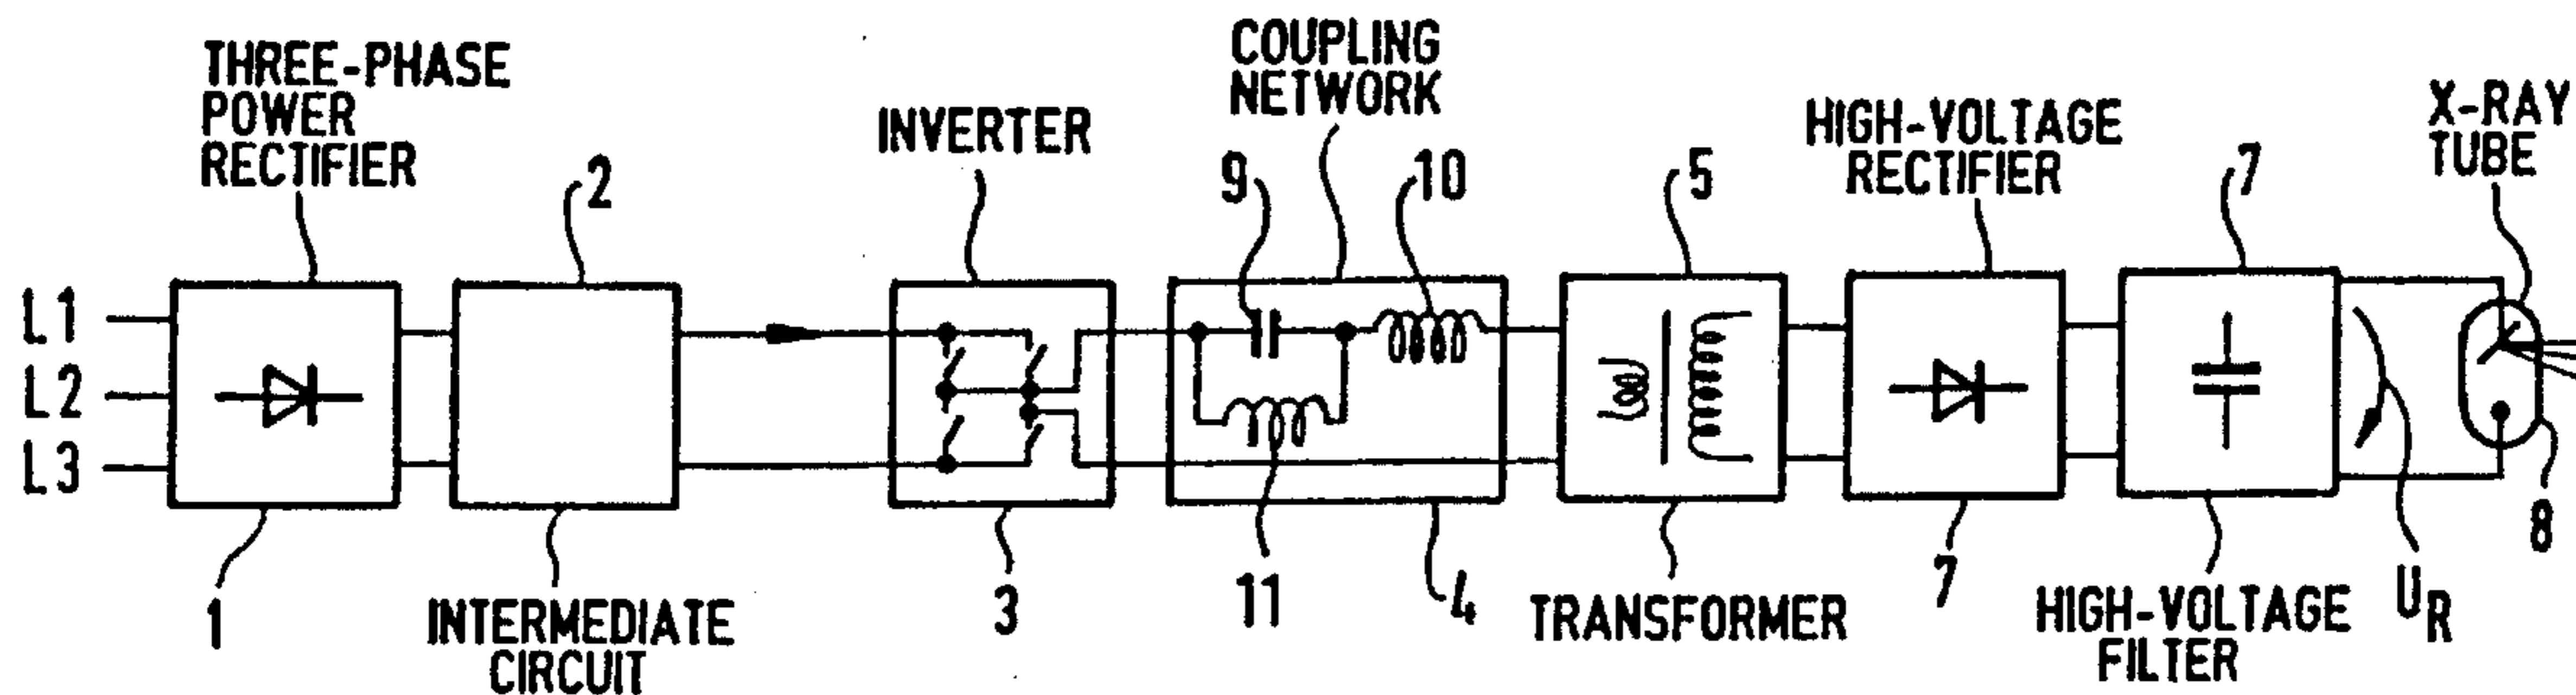 THREE-PHASE
POWER
RECTIFIER
2
INVERTER
COUPLING
NETWORK
9
10
5
HIGH-VOLTAGE
RECTIFIER
7
X-RAY
TUBE
L1
L2
L3
1
INTERMEDIATE
CIRCUIT
3
11
4
TRANSFORMER
7
HIGH-VOLTAGE
FILTER
UR
8